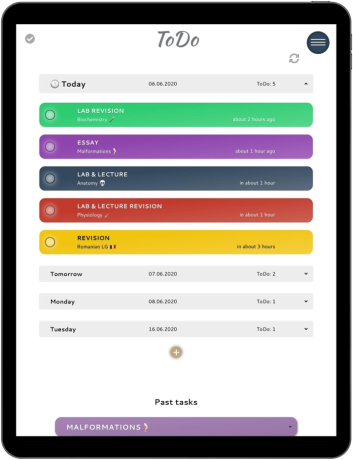 ToDo
Today 06.06.2020 ToDo: 5
LAB REVISION
Biochemistry about 2 hours ago
ESSAY
Malformations about 1 hour ago
LAB & LECTURE
Anatomy in about 1 hour
LAB & LECTURE REVISION
Physiology in about 1 hour
REVISION
Romanian LG in about 3 hours
Tomorrow 07.06.2020 ToDo: 2
Monday 08.06.2020 ToDo: 1
Tuesday 16.06.2020 ToDo: 1
Past tasks
MALFORMATIONS